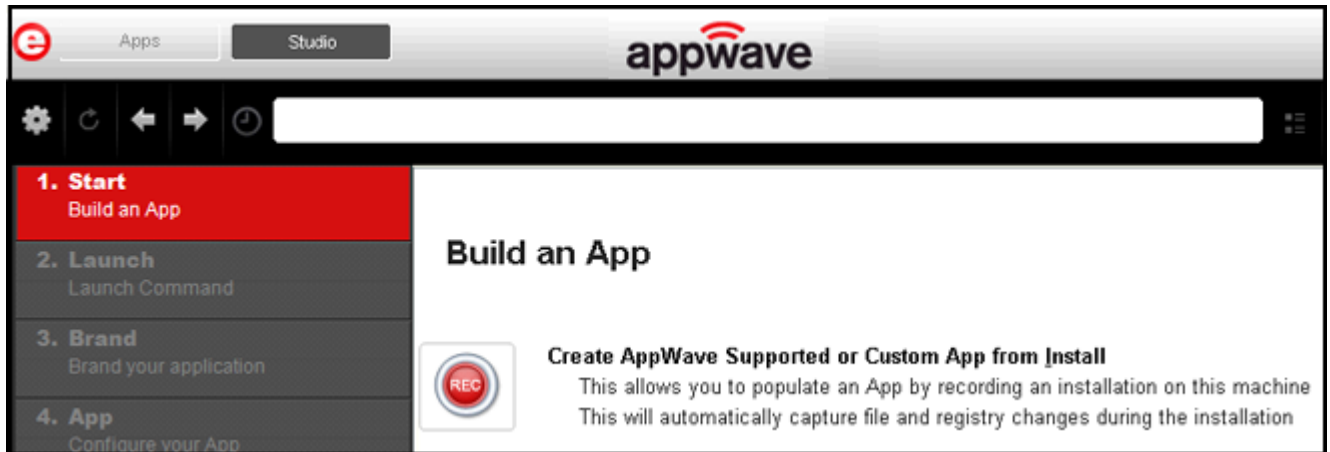 e Apps Studio appwave
1. Start
Build an App
2. Launch
Launch Command
3. Brand
Brand your application
4. App
Configure your App
Build an App
REC
Create AppWave Supported or Custom App from Install
This allows you to populate an App by recording an installation on this machine
This will automatically capture file and registry changes during the installation